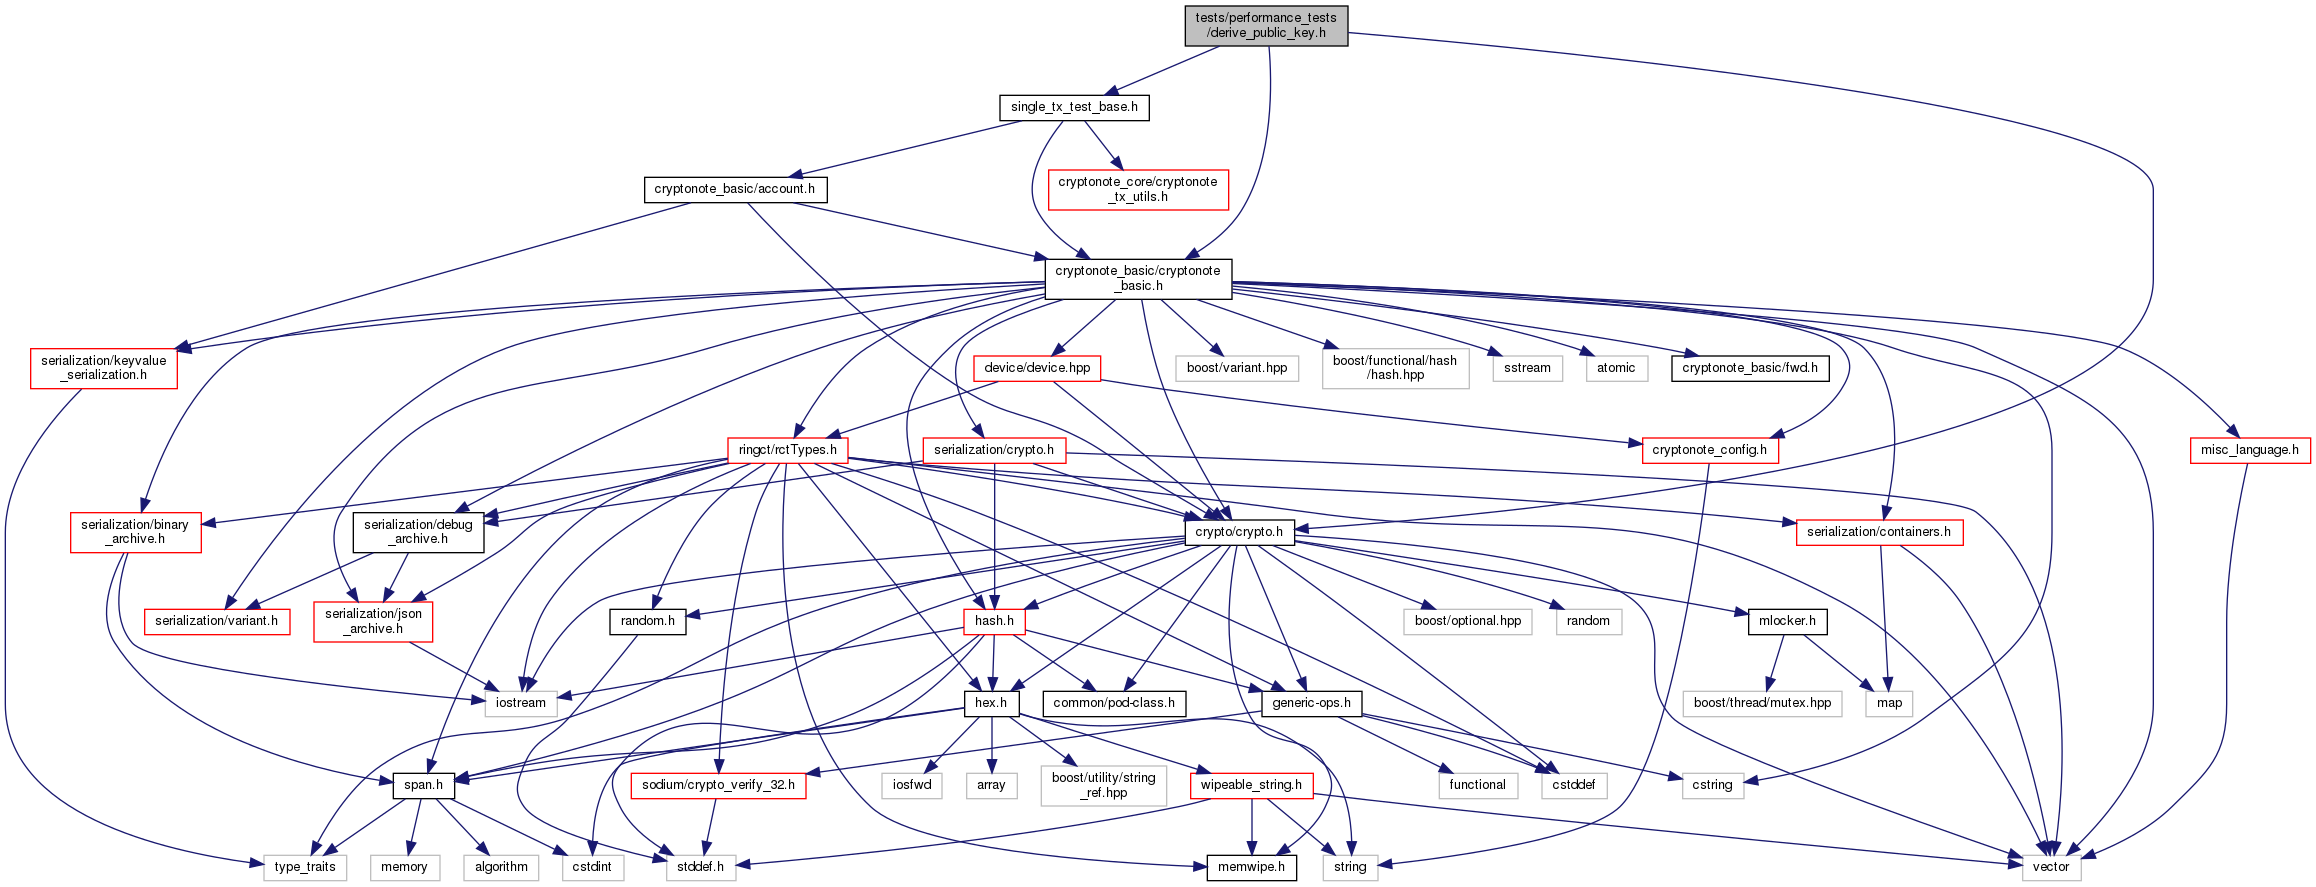 tests/performance_tests
/derive_public_key.h
single_tx_test_base.h
cryptonote_basic/account.h
cryptonote_core/cryptonote
_tx_utils.h
cryptonote_basic/cryptonote
_basic.h
serialization/keyvalue
_serialization.h
device/device.hpp
boost/variant.hpp
boost/functional/hash
/hash.hpp
sstream
atomic
cryptonote_basic/fwd.h
ringct/rctTypes.h
serialization/crypto.h
cryptonote_config.h
misc_language.h
serialization/binary
_archive.h
serialization/debug
_archive.h
crypto/crypto.h
serialization/containers.h
serialization/variant.h
serialization/json
_archive.h
random.h
hash.h
boost/optional.hpp
random
mlocker.h
iostream
hex.h
common/pod-class.h
generic-ops.h
boost/thread/mutex.hpp
map
span.h
sodium/crypto_verify_32.h
iosfwd
array
boost/utility/string
_ref.hpp
wipeable_string.h
functional
cstddef
cstring
type_traits
memory
algorithm
cstdint
stddef.h
memwipe.h
string
vector